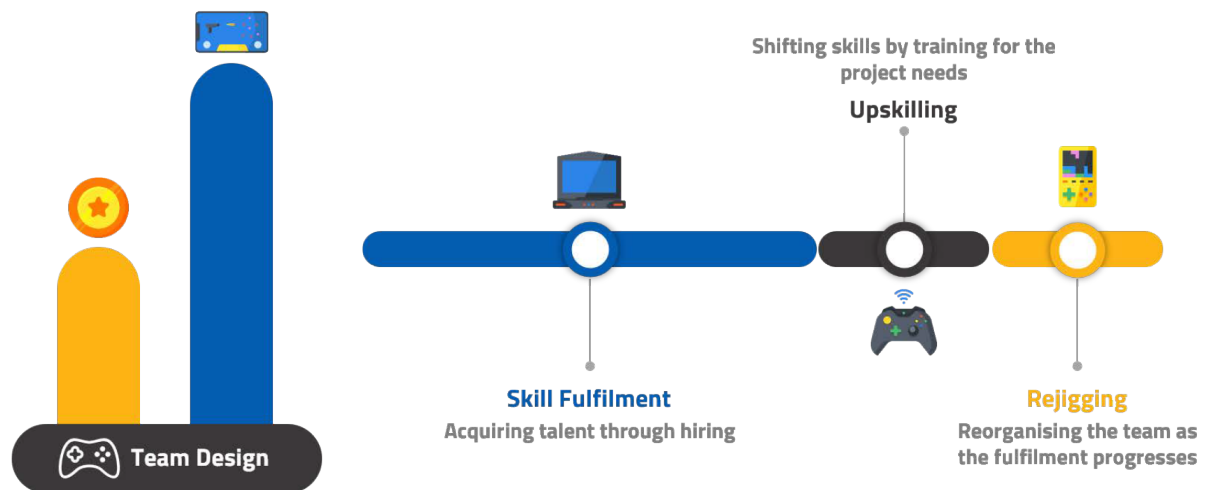 Shifting skills by training for the
project needs
Upskilling
Skill Fulfilment
Acquiring talent through hiring
Rejigging
Reorganising the team as
the fulfilment progresses
Team Design